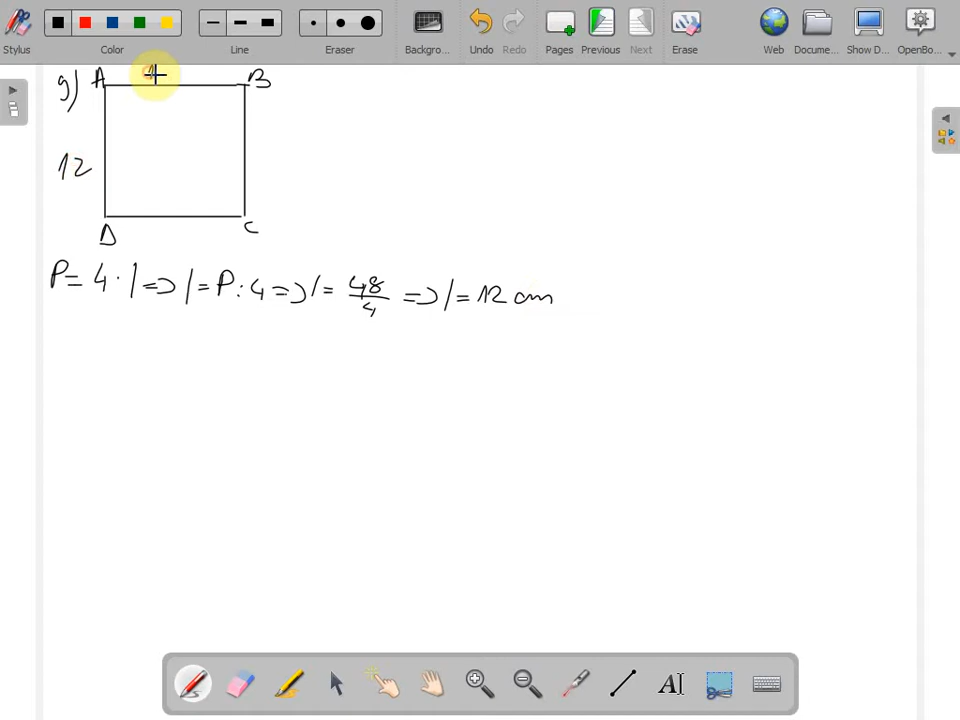 Stylus Color Line Eraser Backgro... Undo Redo Pages Previous Next Erase Web Docume... Show D... OpenBo...
g) A B
12
D C
P = 4 · l => l = P : 4 => l = 48/4 => l = 12 cm